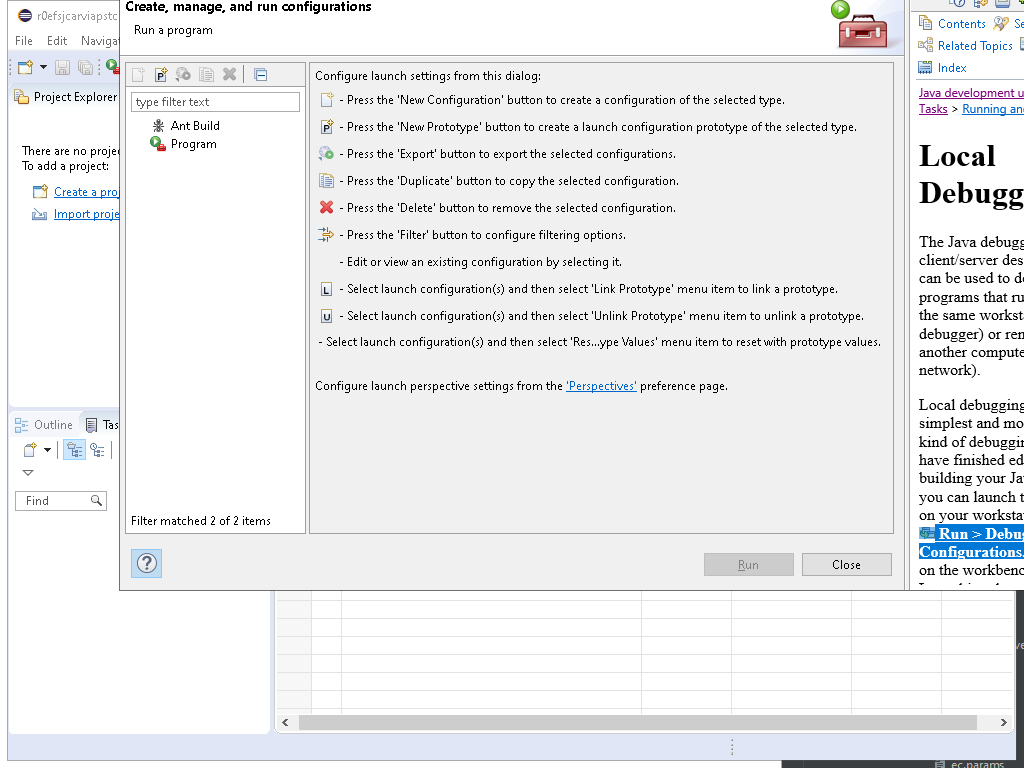 r0efsjcarviapstc
File Edit Naviga
Project Explorer
There are no proje
To add a project:
Create a proj
Import proje
Outline
Tas
Find
Create, manage, and run configurations
Run a program
type filter text
Ant Build
Program
Filter matched 2 of 2 items
Configure launch settings from this dialog:
- Press the 'New Configuration' button to create a configuration of the selected type.
P - Press the 'New Prototype' button to create a launch configuration prototype of the selected type.
- Press the 'Export' button to export the selected configurations.
- Press the 'Duplicate' button to copy the selected configuration.
- Press the 'Delete' button to remove the selected configuration.
- Press the 'Filter' button to configure filtering options.
- Edit or view an existing configuration by selecting it.
L - Select launch configuration(s) and then select 'Link Prototype' menu item to link a prototype.
U - Select launch configuration(s) and then select 'Unlink Prototype' menu item to unlink a prototype.
- Select launch configuration(s) and then select 'Res...ype Values' menu item to reset with prototype values.
Configure launch perspective settings from the 'Perspectives' preference page.
?
Run
Close
Contents Se
Related Topics
Index
Java development u
Tasks > Running an
Local
Debugg
The Java debugg
client/server des
can be used to d
programs that ru
the same worksta
debugger) or re
another compute
network).
Local debugging
simplest and mo
kind of debuggin
have finished ed
building your Ja
you can launch t
on your worksta
Run > Debug
Configurations.
on the workbenc
ec.params